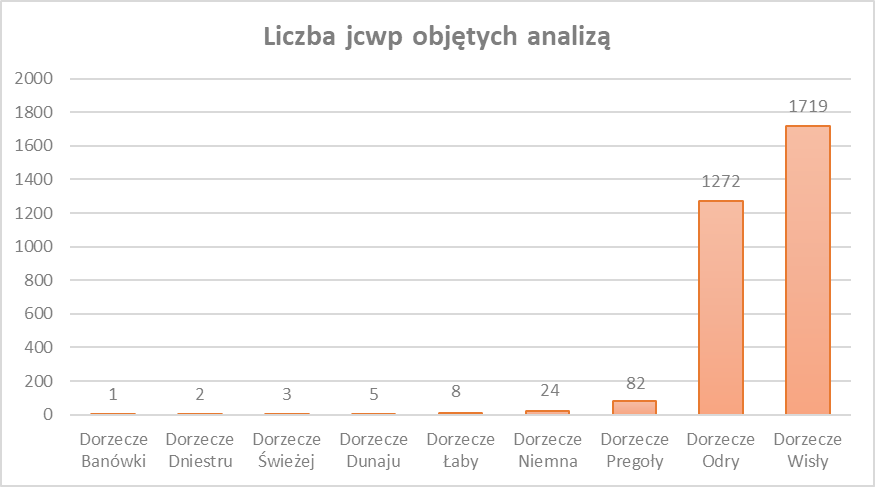 Liczba jcwp objętych analizą
2000
1800
1600
1400
1200
1000
800
600
400
200
0
1
2
3
5
8
24
82
1272
1719
Dorzecze
Banówki
Dorzecze
Dniestru
Dorzecze
Świeżej
Dorzecze
Dunaju
Dorzecze
Łaby
Dorzecze
Niemna
Dorzecze
Pregoły
Dorzecze
Odry
Dorzecze
Wisły